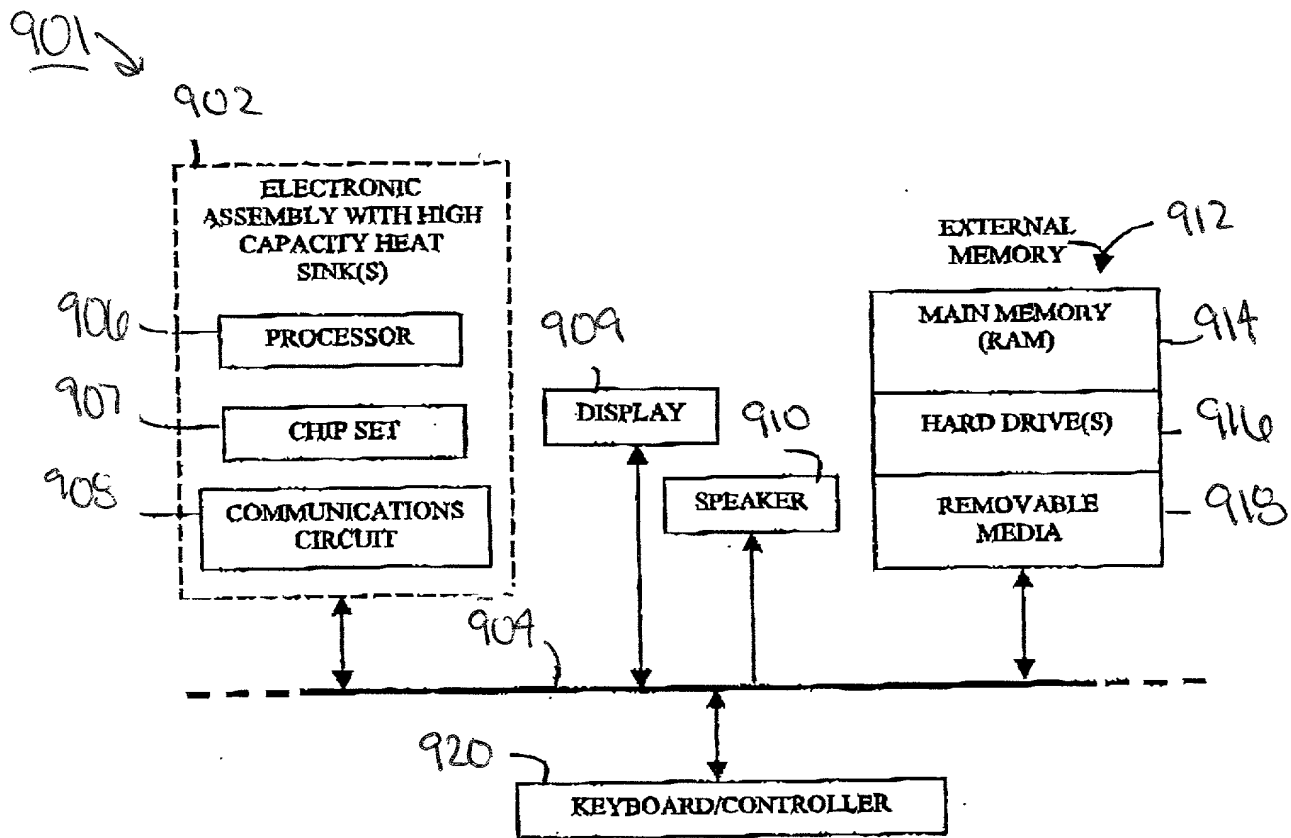 901
902
ELECTRONIC
ASSEMBLY WITH HIGH
CAPACITY HEAT
SINK(S)
906
PROCESSOR
907
CHIP SET
908
COMMUNICATIONS
CIRCUIT
909
DISPLAY
910
SPEAKER
EXTERNAL
MEMORY
912
MAIN MEMORY
(RAM)
914
HARD DRIVE(S)
916
REMOVABLE
MEDIA
918
904
920
KEYBOARD/CONTROLLER